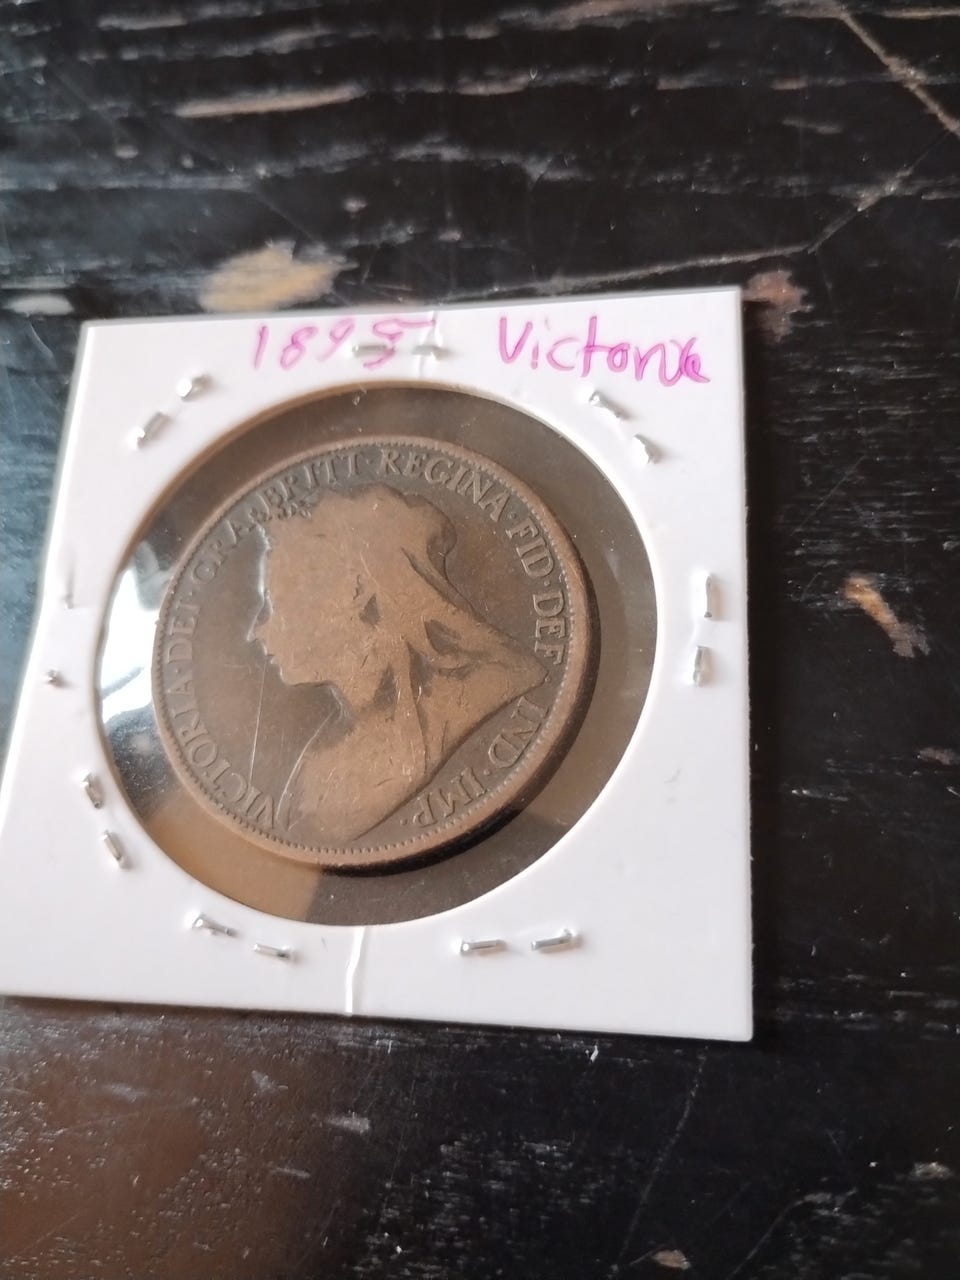 1895 Victoria
VICTORIA·DEI·GRA·BRITT·REGINA·FID·DEF·IND·IMP·